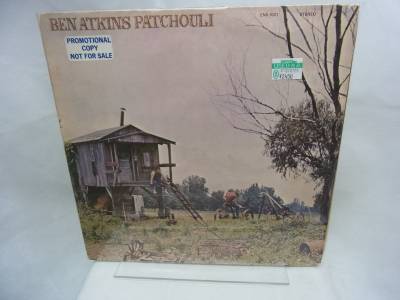 BEN ATKINS PATCHOULI
STEREO
PROMOTIONAL
COPY
NOT FOR SALE